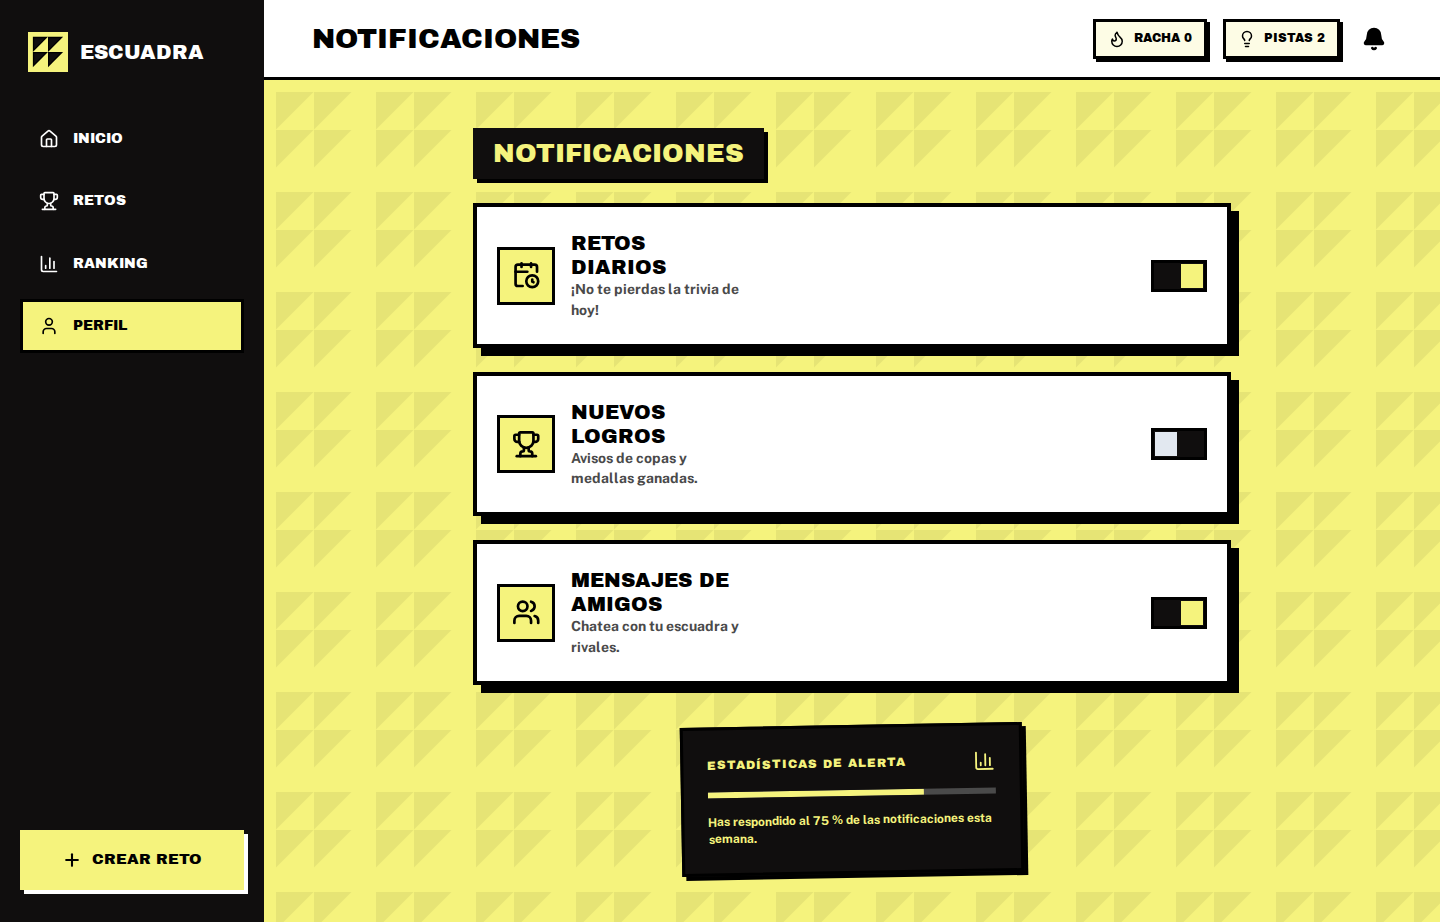 ESCUADRA
INICIO
RETOS
RANKING
PERFIL
CREAR RETO
NOTIFICACIONES
RACHA 0
PISTAS 2
NOTIFICACIONES
RETOS
DIARIOS
¡No te pierdas la trivia de
hoy!
NUEVOS
LOGROS
Avisos de copas y
medallas ganadas.
MENSAJES DE
AMIGOS
Chatea con tu escuadra y
rivales.
ESTADÍSTICAS DE ALERTA
Has respondido al 75 % de las notificaciones esta
semana.